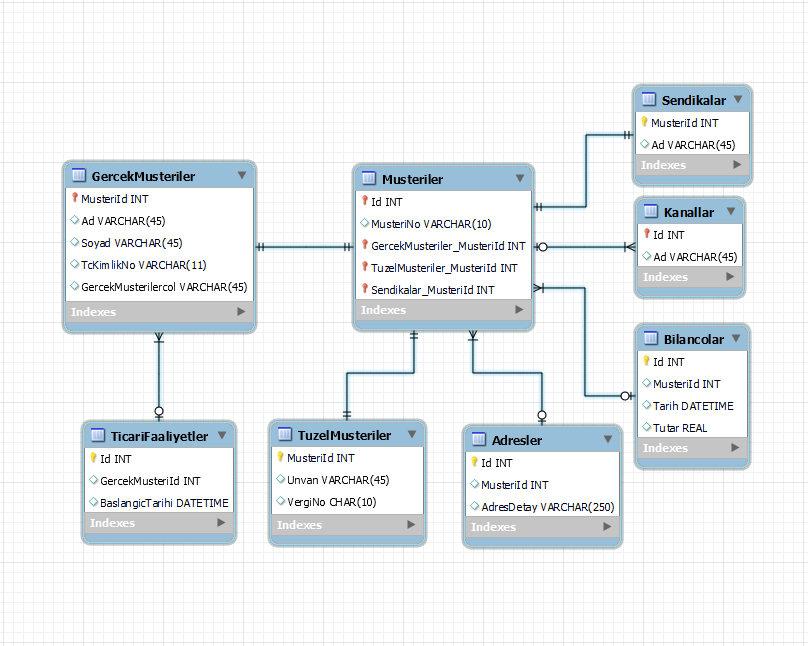 GercekMusteriler
MusteriId INT
Ad VARCHAR(45)
Soyad VARCHAR(45)
TcKimlikNo VARCHAR(11)
GercekMusterilercol VARCHAR(45)
Indexes
Musteriler
Id INT
MusteriNo VARCHAR(10)
GercekMusteriler_MusteriId INT
TuzelMusteriler_MusteriId INT
Sendikalar_MusteriId INT
Indexes
Sendikalar
MusteriId INT
Ad VARCHAR(45)
Indexes
Kanallar
Id INT
Ad VARCHAR(45)
Indexes
Bilancolar
Id INT
MusteriId INT
Tarih DATETIME
Tutar REAL
Indexes
TicariFaaliyetler
Id INT
GercekMusteriId INT
BaslangicTarihi DATETIME
Indexes
TuzelMusteriler
MusteriId INT
Unvan VARCHAR(45)
VergiNo CHAR(10)
Indexes
Adresler
Id INT
MusteriId INT
AdresDetay VARCHAR(250)
Indexes